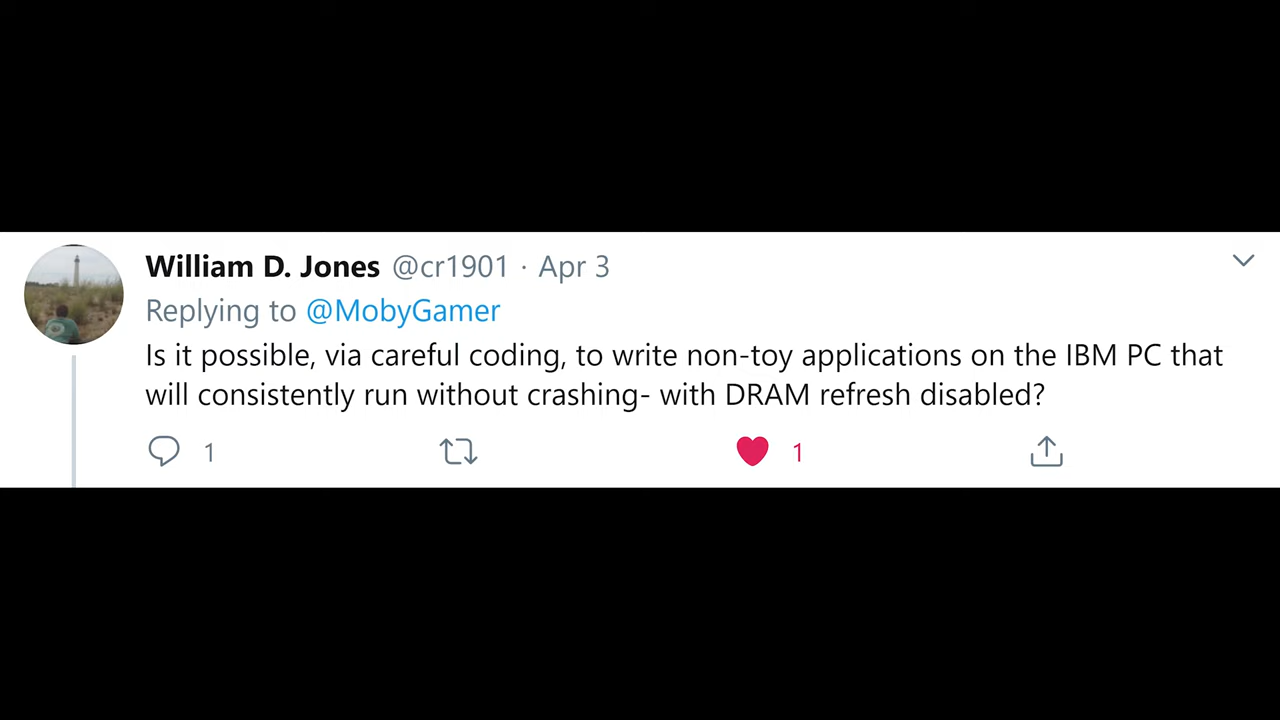 William D. Jones @cr1901 · Apr 3
Replying to @MobyGamer
Is it possible, via careful coding, to write non-toy applications on the IBM PC that
will consistently run without crashing- with DRAM refresh disabled?
1 1